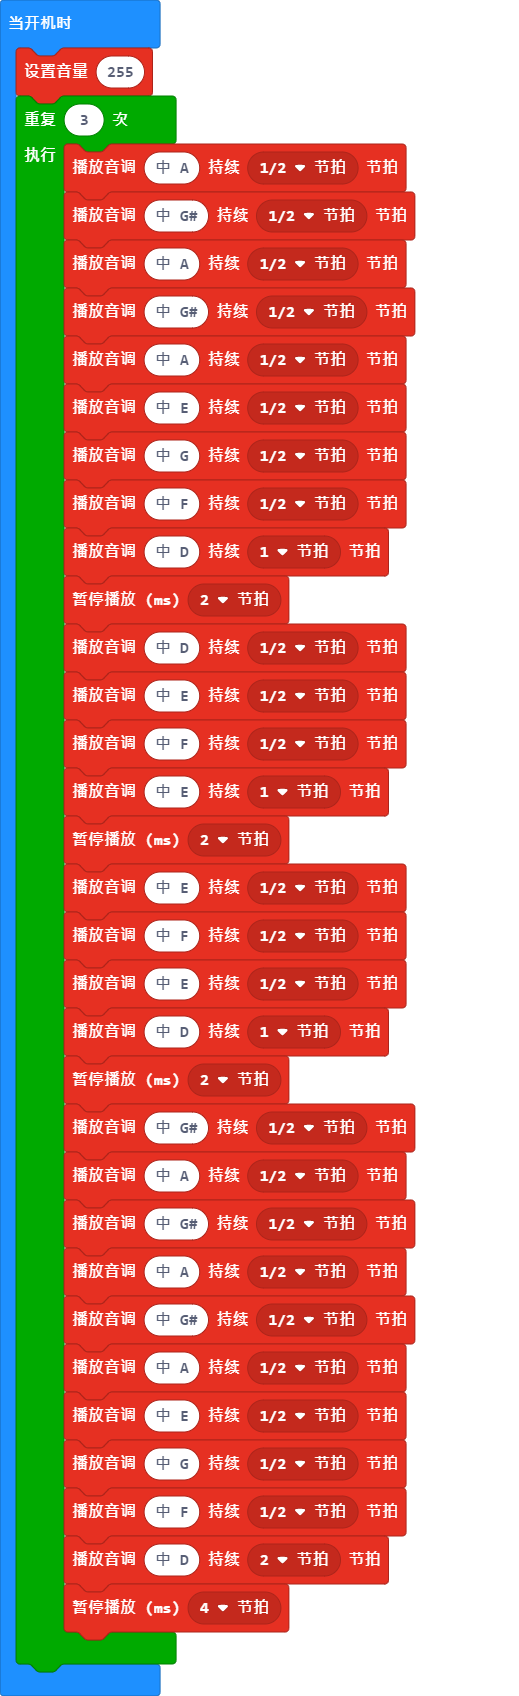 当开机时
设置音量 255
重复 3 次
执行
播放音调 中 A 持续 1/2 节拍 节拍
播放音调 中 G# 持续 1/2 节拍 节拍
播放音调 中 A 持续 1/2 节拍 节拍
播放音调 中 G# 持续 1/2 节拍 节拍
播放音调 中 A 持续 1/2 节拍 节拍
播放音调 中 E 持续 1/2 节拍 节拍
播放音调 中 G 持续 1/2 节拍 节拍
播放音调 中 F 持续 1/2 节拍 节拍
播放音调 中 D 持续 1 节拍 节拍
暂停播放 (ms) 2 节拍
播放音调 中 D 持续 1/2 节拍 节拍
播放音调 中 E 持续 1/2 节拍 节拍
播放音调 中 F 持续 1/2 节拍 节拍
播放音调 中 E 持续 1 节拍 节拍
暂停播放 (ms) 2 节拍
播放音调 中 E 持续 1/2 节拍 节拍
播放音调 中 F 持续 1/2 节拍 节拍
播放音调 中 E 持续 1/2 节拍 节拍
播放音调 中 D 持续 1 节拍 节拍
暂停播放 (ms) 2 节拍
播放音调 中 G# 持续 1/2 节拍 节拍
播放音调 中 A 持续 1/2 节拍 节拍
播放音调 中 G# 持续 1/2 节拍 节拍
播放音调 中 A 持续 1/2 节拍 节拍
播放音调 中 G# 持续 1/2 节拍 节拍
播放音调 中 A 持续 1/2 节拍 节拍
播放音调 中 E 持续 1/2 节拍 节拍
播放音调 中 G 持续 1/2 节拍 节拍
播放音调 中 F 持续 1/2 节拍 节拍
播放音调 中 D 持续 2 节拍 节拍
暂停播放 (ms) 4 节拍